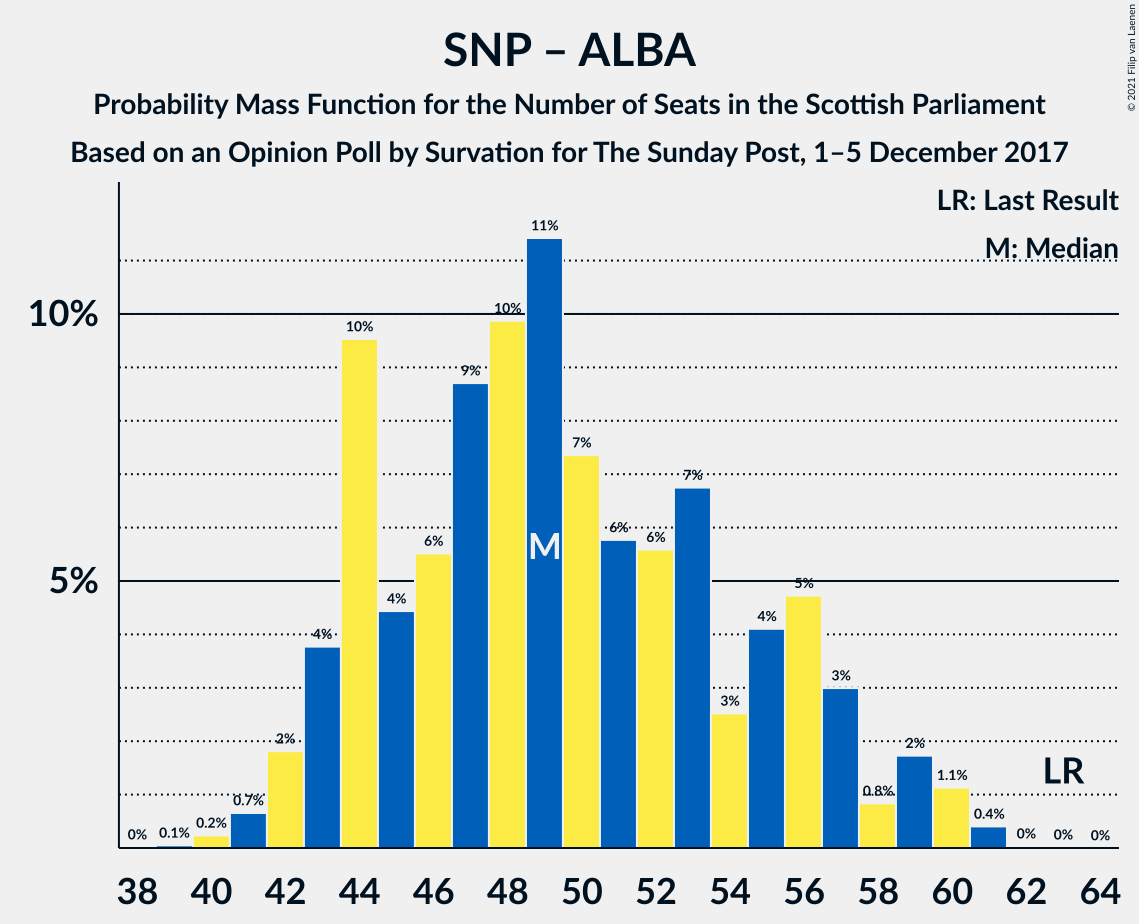 © 2021 Filip van Laenen
SNP – ALBA
Probability Mass Function for the Number of Seats in the Scottish Parliament
Based on an Opinion Poll by Survation for The Sunday Post, 1–5 December 2017
LR: Last Result
M: Median
10%
5%
0% 0.1% 0.2% 0.7% 2% 4% 10% 4% 6% 9% 10% 11% 7% 6% 6% 7% 3% 4% 5% 3% 0.8% 2% 1.1% 0.4% 0% 0% 0%
M
LR
38 40 42 44 46 48 50 52 54 56 58 60 62 64